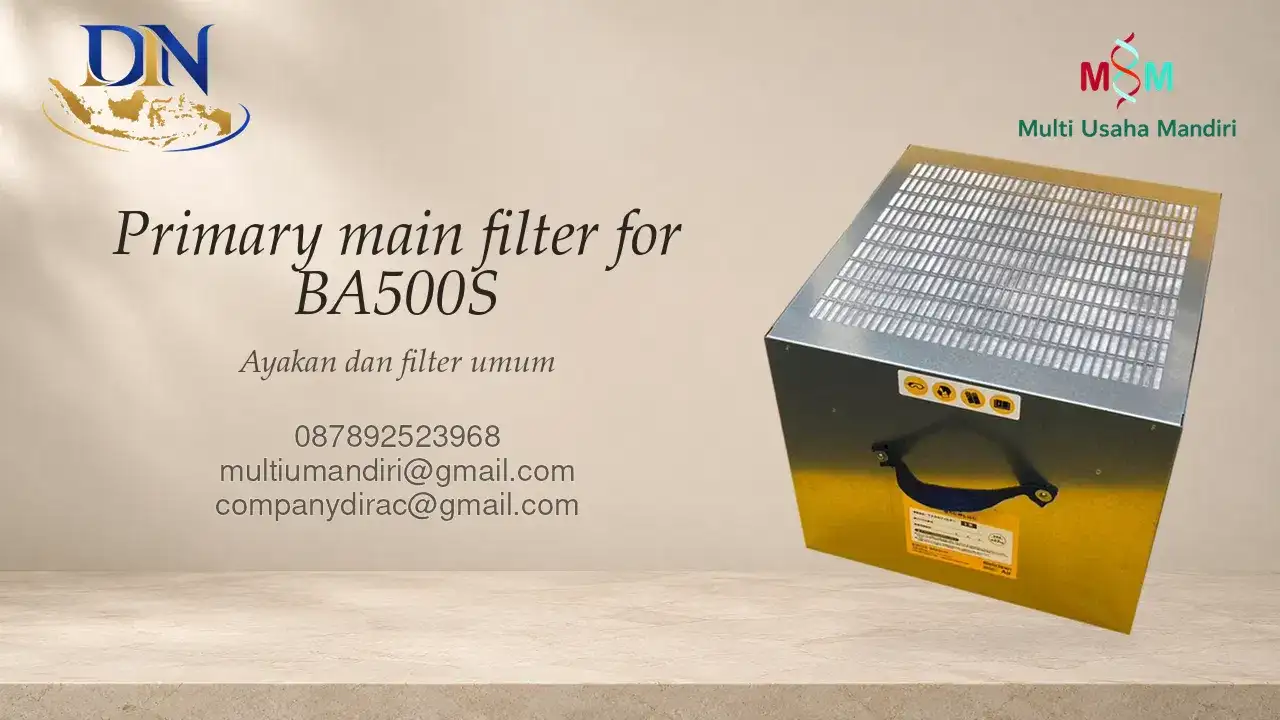 DN
MSM
Multi Usaha Mandiri
Primary main filter for
BA500S
Ayakan dan filter umum
087892523968
multiumandiri@gmail.com
companydirac@gmail.com